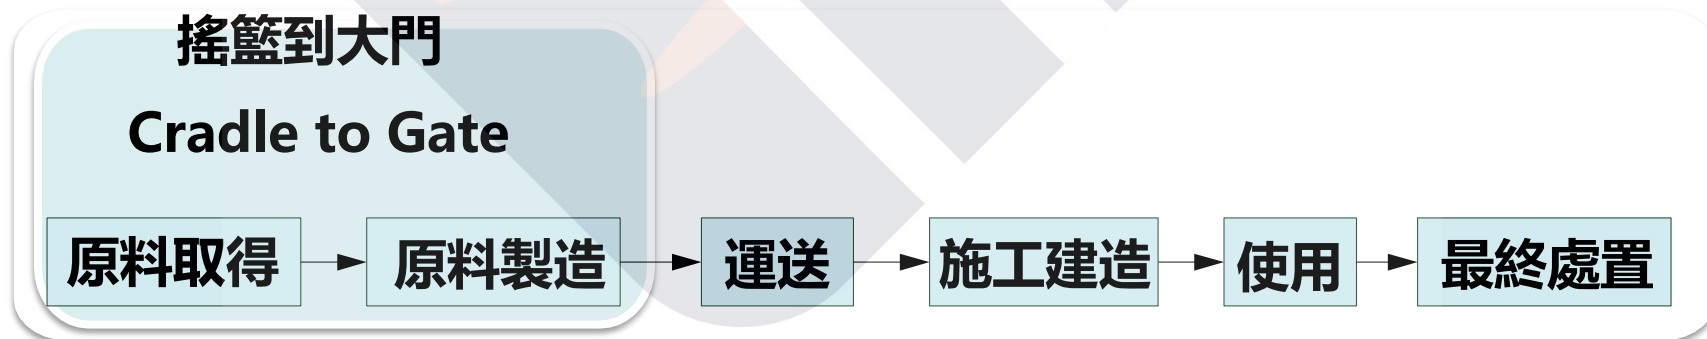 搖籃到大門
Cradle to Gate
原料取得
原料製造
運送
施工建造
使用
最終處置